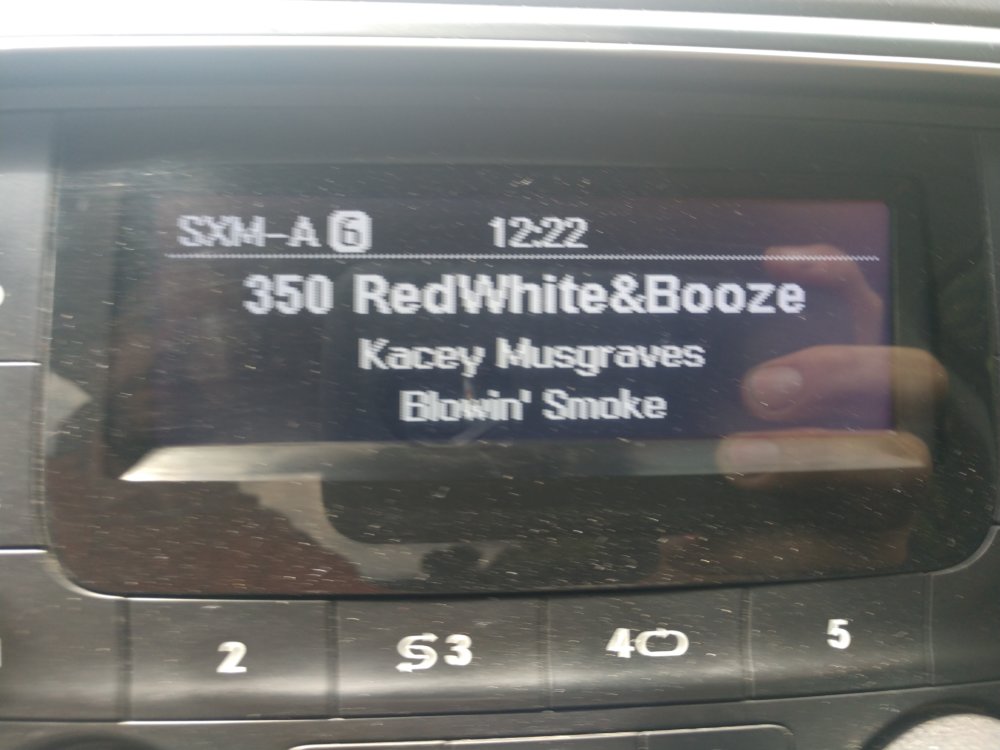 SXM-A 6 12:22
350 RedWhite&Booze
Kacey Musgraves
Blowin' Smoke
2 3 4 5